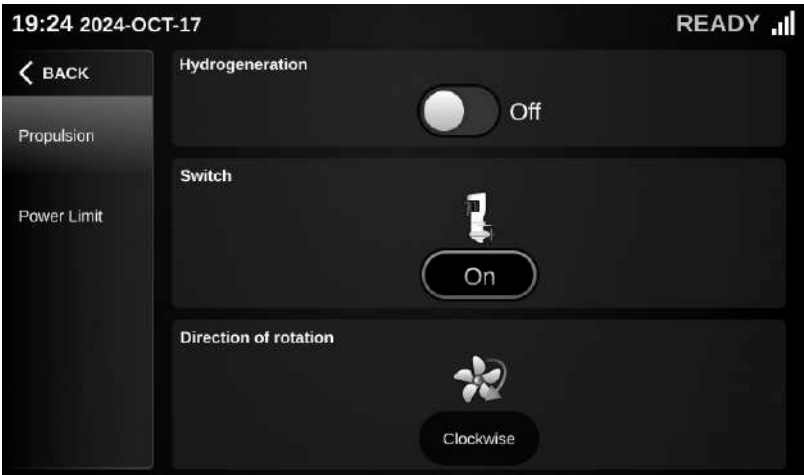 19:24 2024-OCT-17
READY
BACK
Propulsion
Power Limit
Hydrogeneration
Off
Switch
On
Direction of rotation
Clockwise